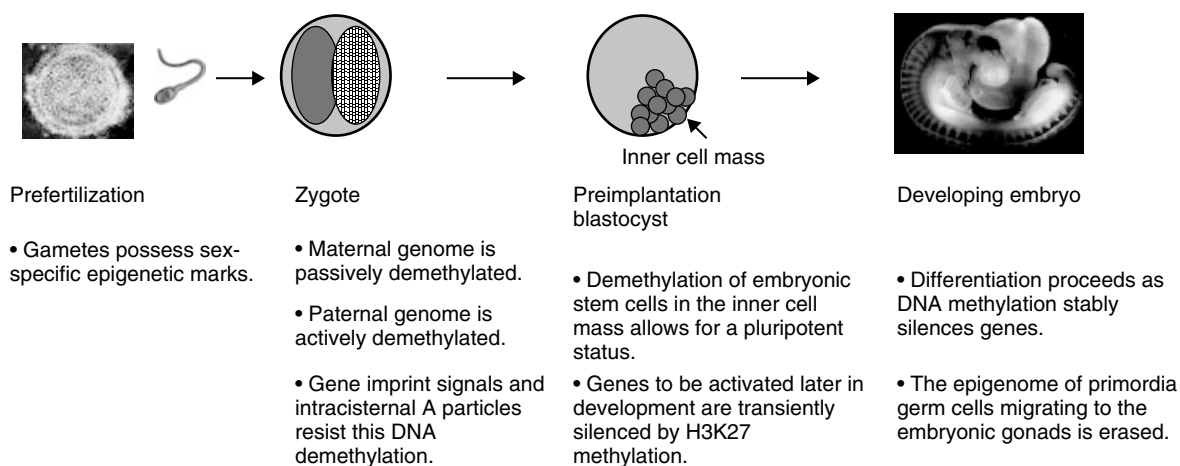 Inner cell mass
Prefertilization
• Gametes possess sex-
specific epigenetic marks.
Zygote
• Maternal genome is
passively demethylated.
• Paternal genome is
actively demethylated.
• Gene imprint signals and
intracisternal A particles
resist this DNA
demethylation.
Preimplantation
blastocyst
• Demethylation of embryonic
stem cells in the inner cell
mass allows for a pluripotent
status.
• Genes to be activated later in
development are transiently
silenced by H3K27
methylation.
Developing embryo
• Differentiation proceeds as
DNA methylation stably
silences genes.
• The epigenome of primordia
germ cells migrating to the
embryonic gonads is erased.